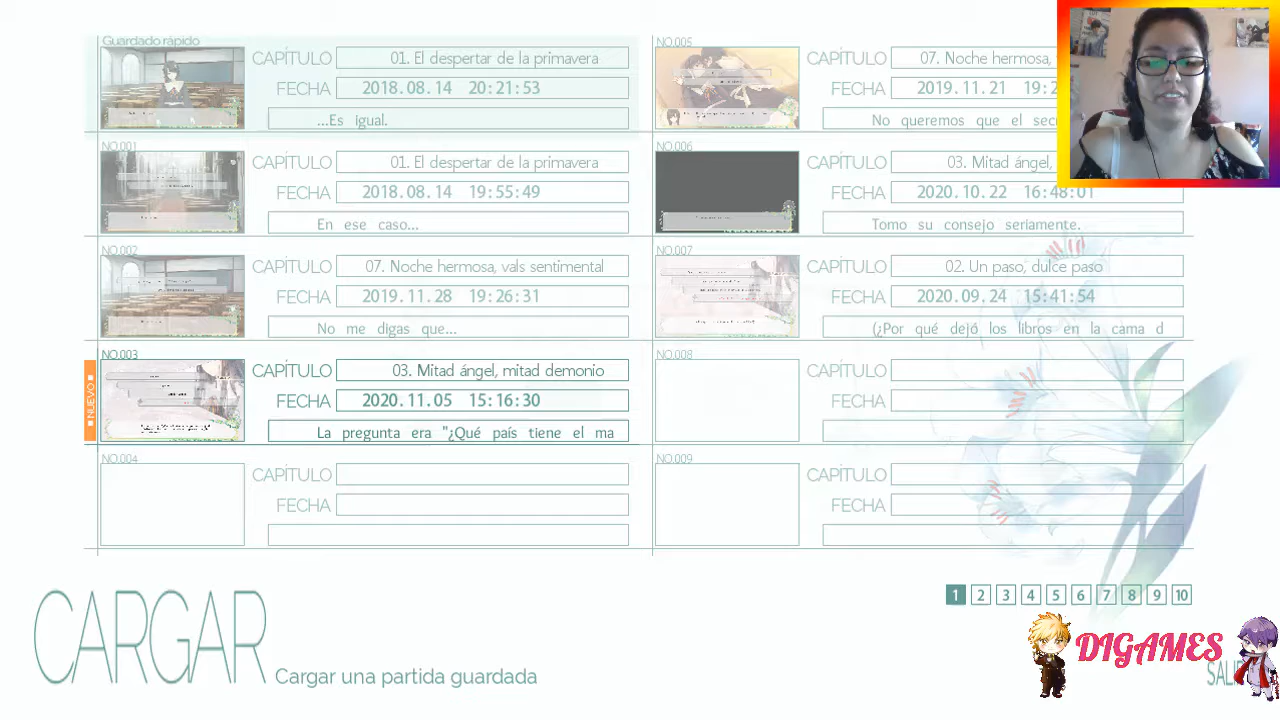 Guardado rápido
CAPÍTULO 01. El despertar de la primavera
FECHA 2018.08.14 20:21:53
...Es igual.
NO.001
CAPÍTULO 01. El despertar de la primavera
FECHA 2018.08.14 19:55:49
En ese caso...
NO.002
CAPÍTULO 07. Noche hermosa, vals sentimental
FECHA 2019.11.28 19:26:31
No me digas que...
NUEVO
NO.003
CAPÍTULO 03. Mitad ángel, mitad demonio
FECHA 2020.11.05 15:16:30
La pregunta era "¿Qué país tiene el ma
NO.004
CAPÍTULO
FECHA
NO.005
CAPÍTULO 07. Noche hermosa,
FECHA 2019.11.21 19:2
No queremos que el sec
NO.006
CAPÍTULO 03. Mitad ángel,
FECHA 2020.10.22 16:48:01
Tomo su consejo seriamente.
NO.007
CAPÍTULO 02. Un paso, dulce paso
FECHA 2020.09.24 15:41:54
(¿Por qué dejó los libros en la cama d
NO.008
CAPÍTULO
FECHA
NO.009
CAPÍTULO
FECHA
1 2 3 4 5 6 7 8 9 10
CARGAR
Cargar una partida guardada
DIGAMES
SALI